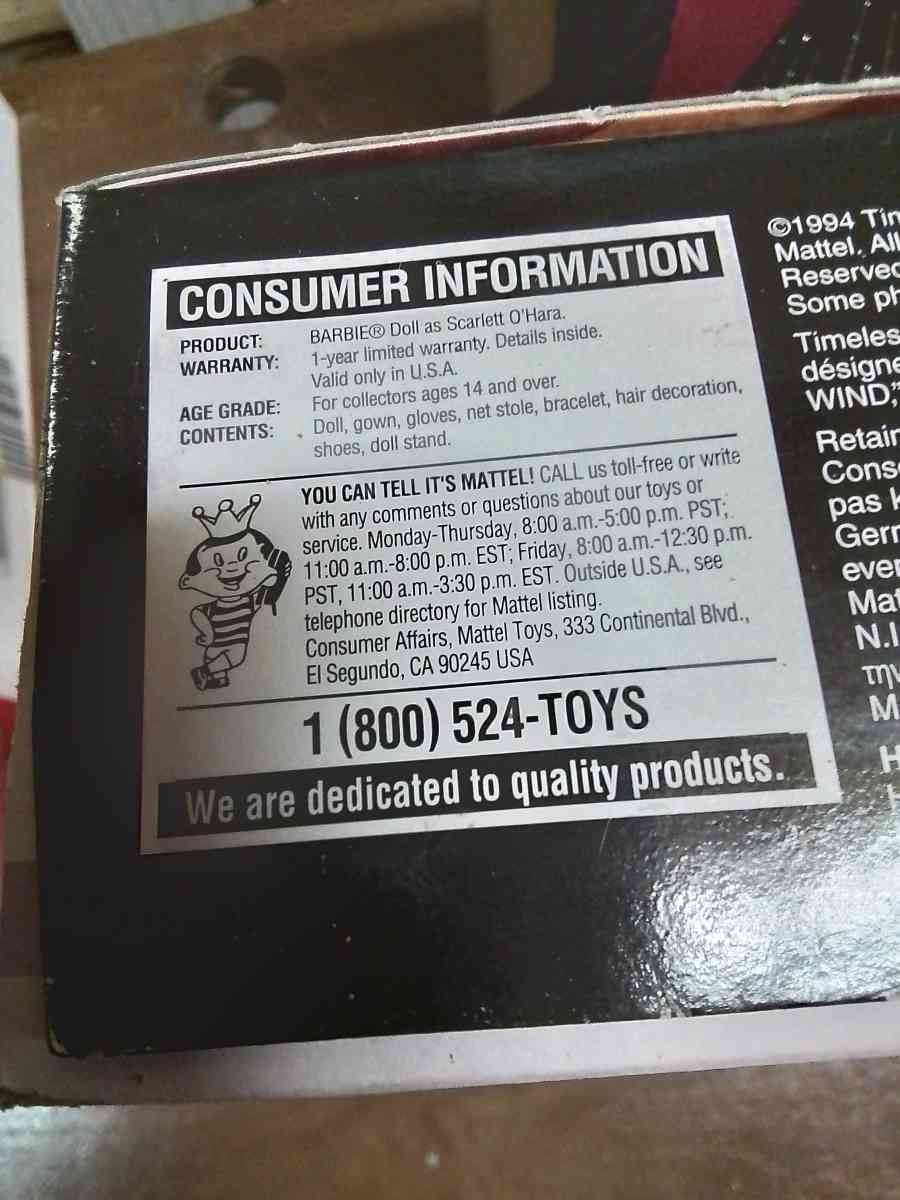 CONSUMER INFORMATION
PRODUCT: BARBIE® Doll as Scarlett O'Hara.
WARRANTY: 1-year limited warranty. Details inside.
Valid only in U.S.A.
AGE GRADE: For collectors ages 14 and over.
CONTENTS: Doll, gown, gloves, net stole, bracelet, hair decoration,
shoes, doll stand.
YOU CAN TELL IT'S MATTEL! CALL us toll-free or write
with any comments or questions about our toys or
service. Monday-Thursday, 8:00 a.m.-5:00 p.m. PST;
11:00 a.m.-8:00 p.m. EST; Friday, 8:00 a.m.-12:30 p.m.
PST, 11:00 a.m.-3:30 p.m. EST. Outside U.S.A., see
telephone directory for Mattel listing.
Consumer Affairs, Mattel Toys, 333 Continental Blvd.,
El Segundo, CA 90245 USA
1 (800) 524-TOYS
We are dedicated to quality products.
©1994
Mattel. All
Some
WIND,"
pas